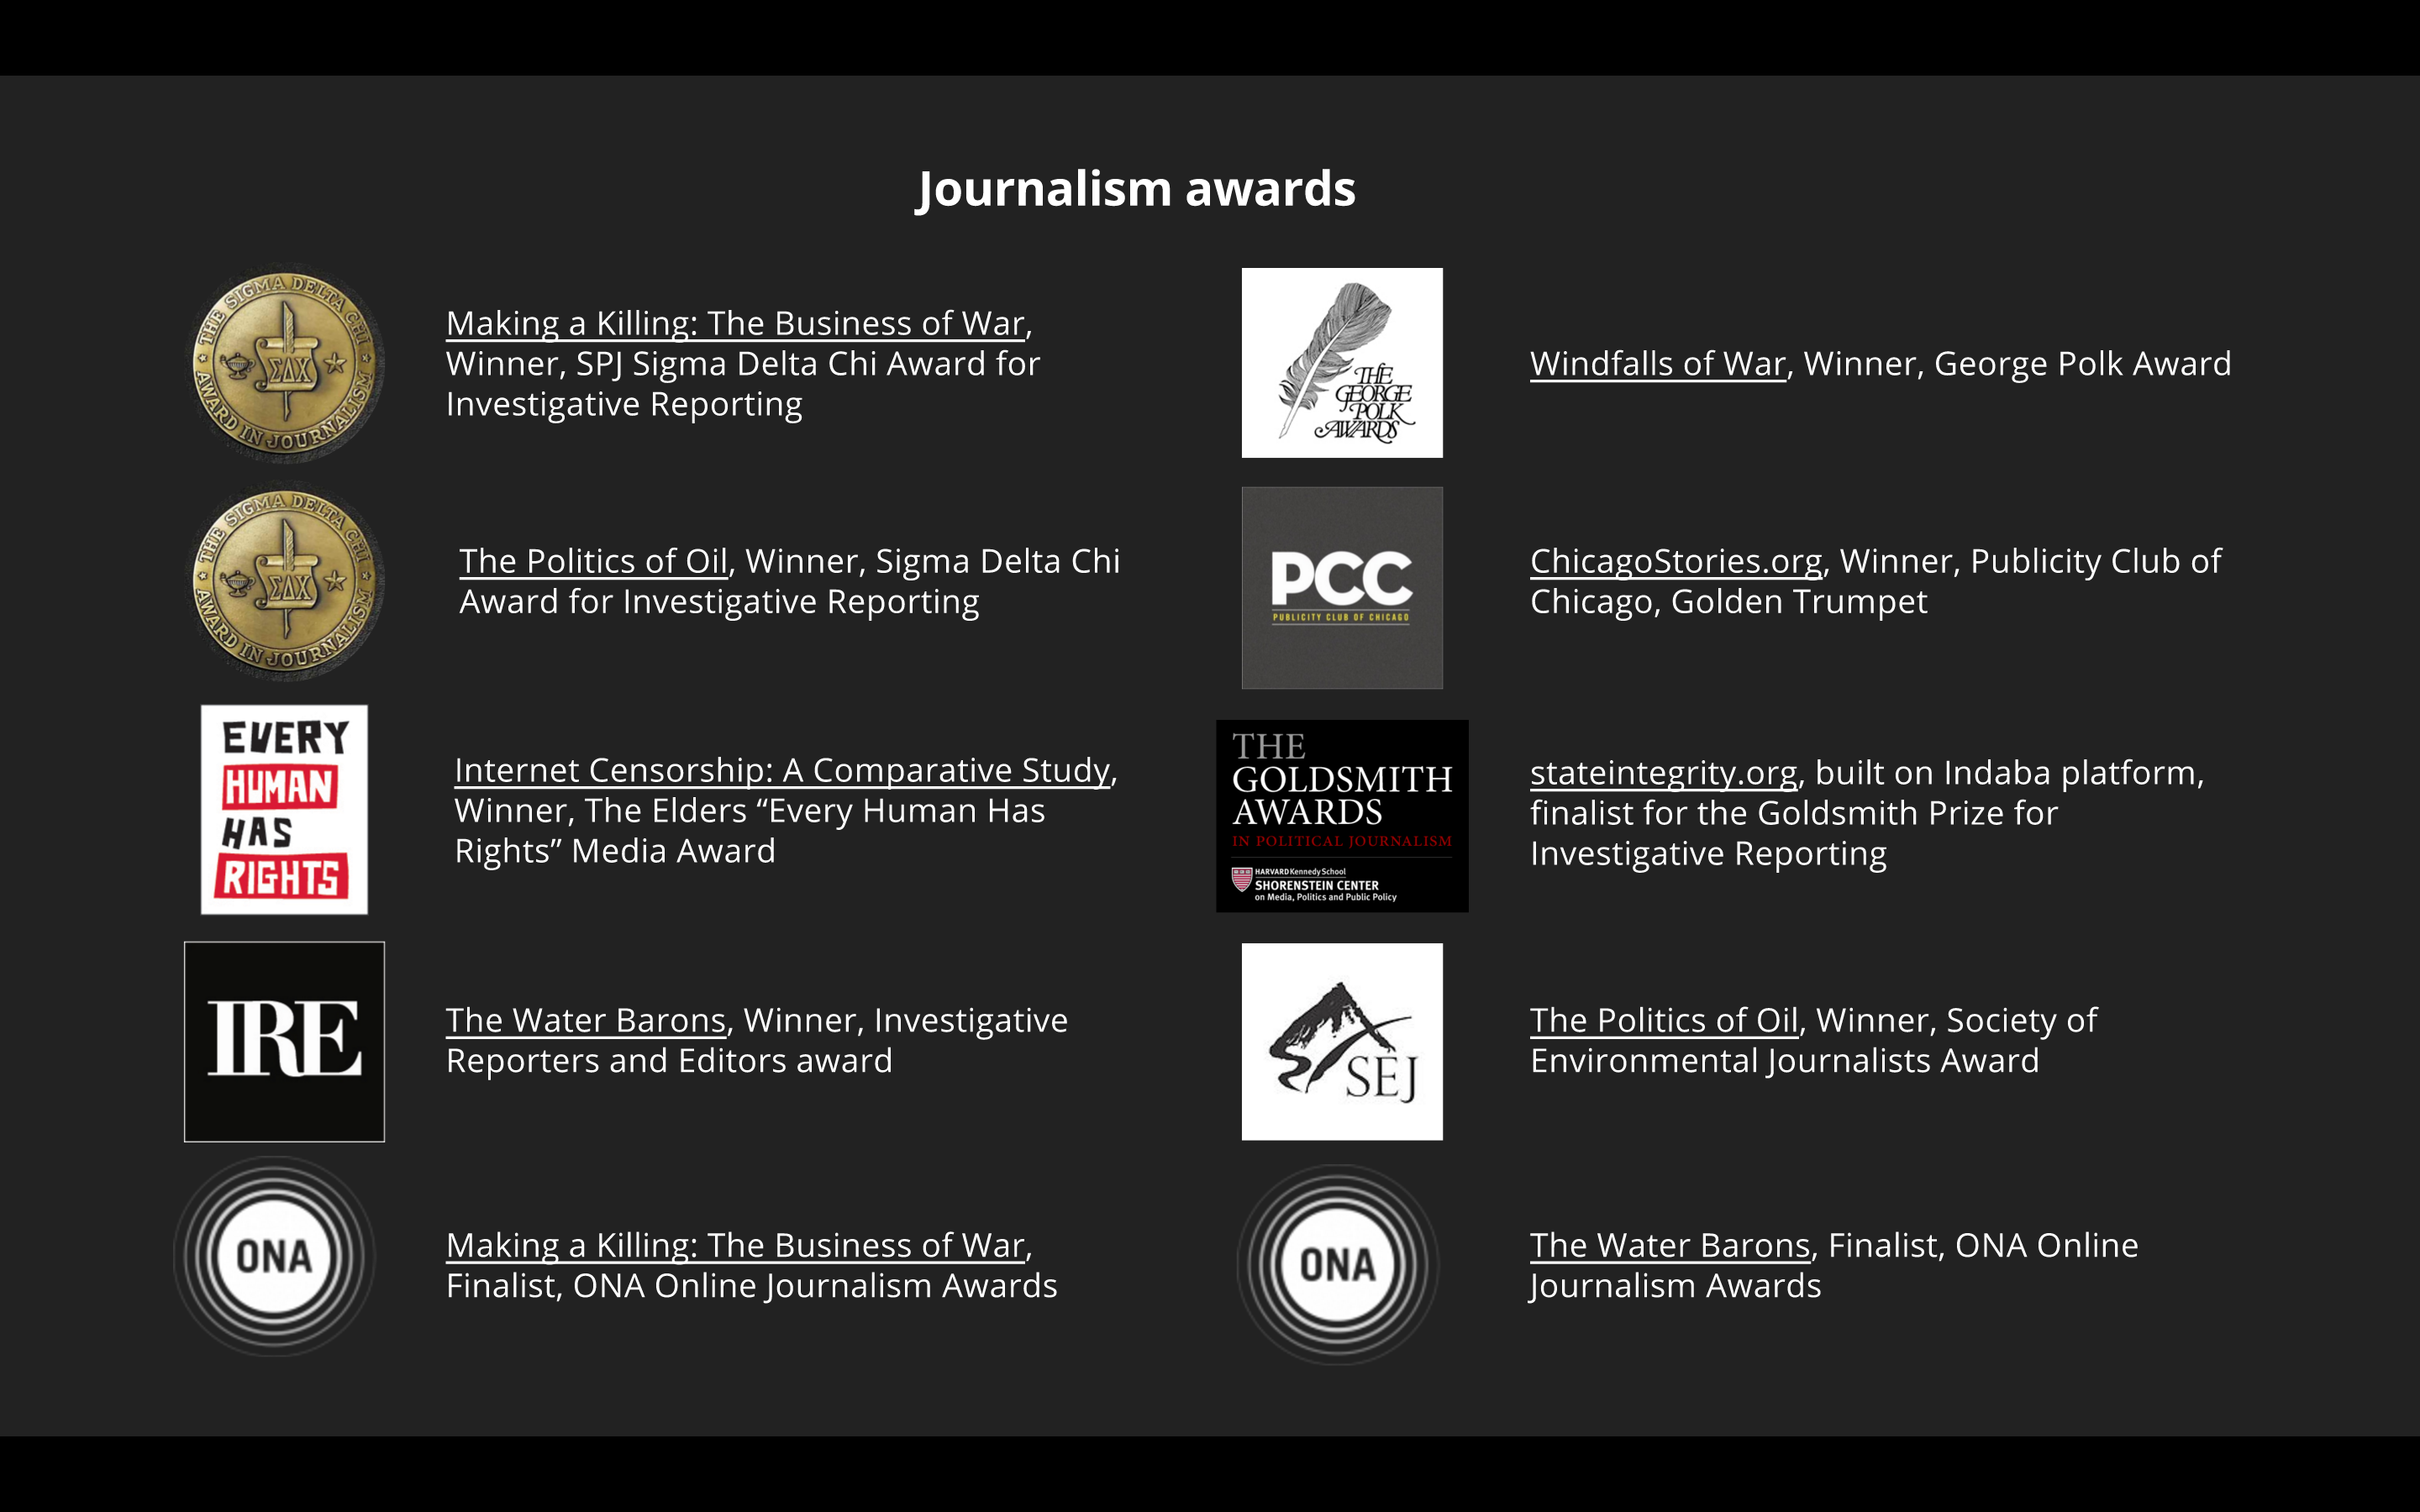 Journalism awards
THE SIGMA DELTA CHI
ΣΔΧ
AWARD IN JOURNALISM
Making a Killing: The Business of War,
Winner, SPJ Sigma Delta Chi Award for
Investigative Reporting
THE
GEORGE
POLK
AWARDS
Windfalls of War, Winner, George Polk Award
THE SIGMA DELTA CHI
ΣΔΧ
AWARD IN JOURNALISM
The Politics of Oil, Winner, Sigma Delta Chi
Award for Investigative Reporting
PCC
PUBLICITY CLUB OF CHICAGO
ChicagoStories.org, Winner, Publicity Club of
Chicago, Golden Trumpet
EVERY
HUMAN
HAS
RIGHTS
Internet Censorship: A Comparative Study,
Winner, The Elders “Every Human Has
Rights” Media Award
THE
GOLDSMITH
AWARDS
IN POLITICAL JOURNALISM
HARVARD Kennedy School
SHORENSTEIN CENTER
on Media, Politics and Public Policy
stateintegrity.org, built on Indaba platform,
finalist for the Goldsmith Prize for
Investigative Reporting
IRE
The Water Barons, Winner, Investigative
Reporters and Editors award
SEJ
The Politics of Oil, Winner, Society of
Environmental Journalists Award
ONA
Making a Killing: The Business of War,
Finalist, ONA Online Journalism Awards
ONA
The Water Barons, Finalist, ONA Online
Journalism Awards